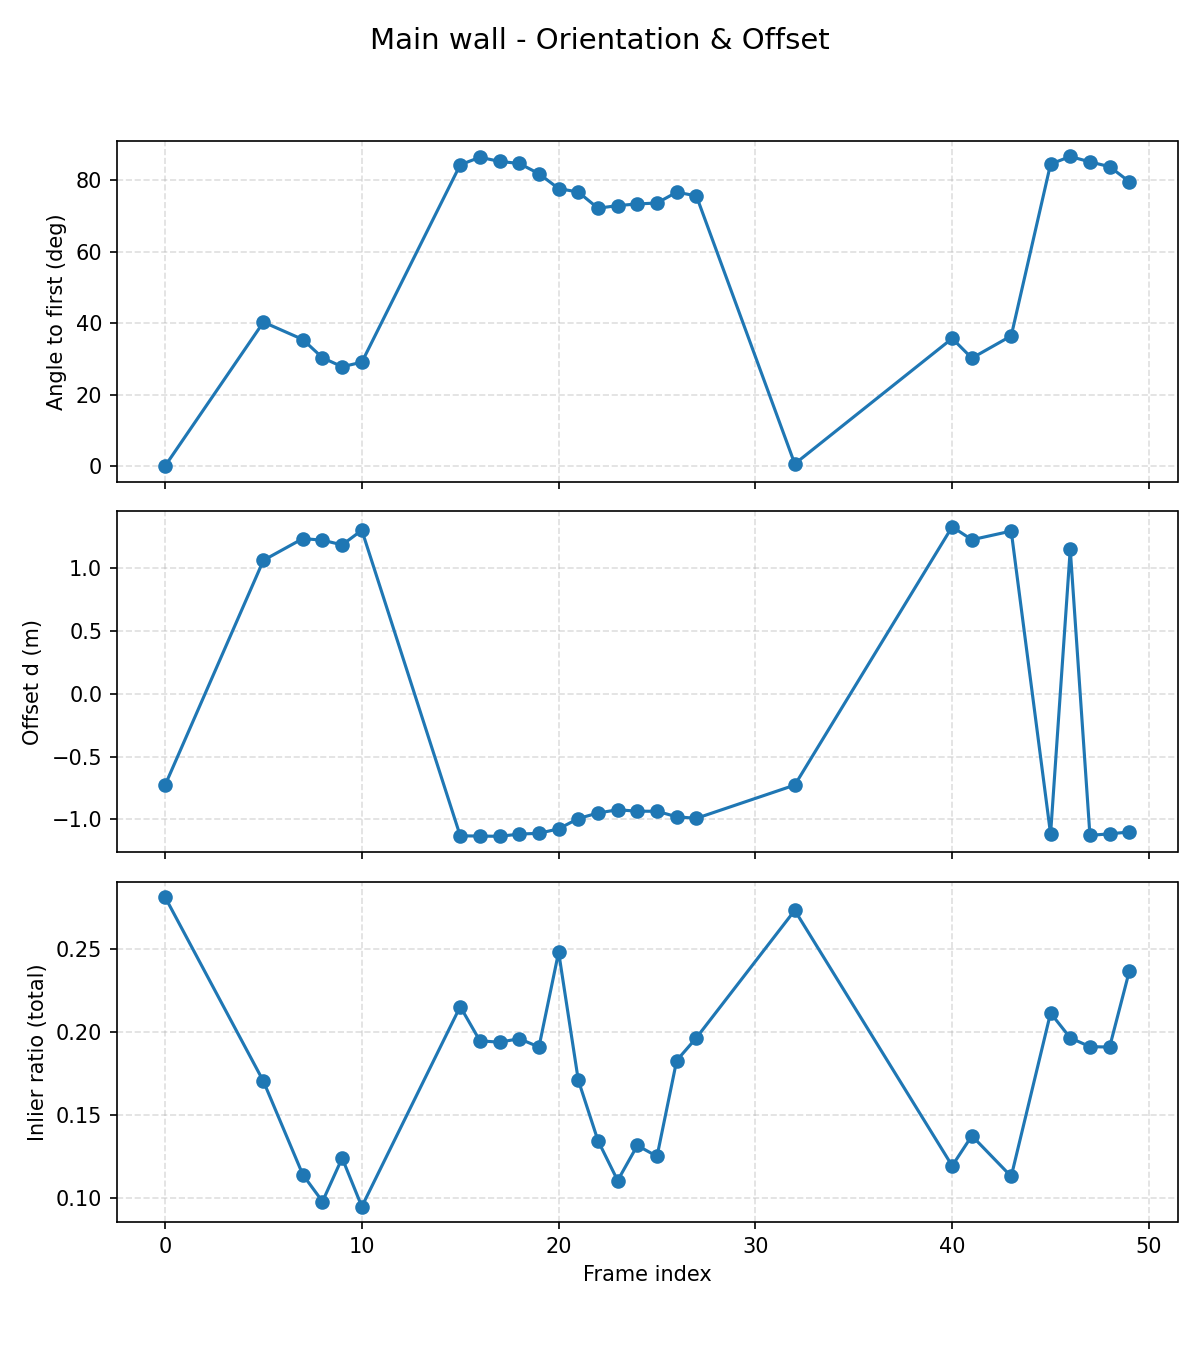 Main wall - Orientation & Offset
Angle to first (deg)
80
60
40
20
0
Offset d (m)
1.0
0.5
0.0
−0.5
−1.0
Inlier ratio (total)
0.25
0.20
0.15
0.10
0 10 20 30 40 50
Frame index